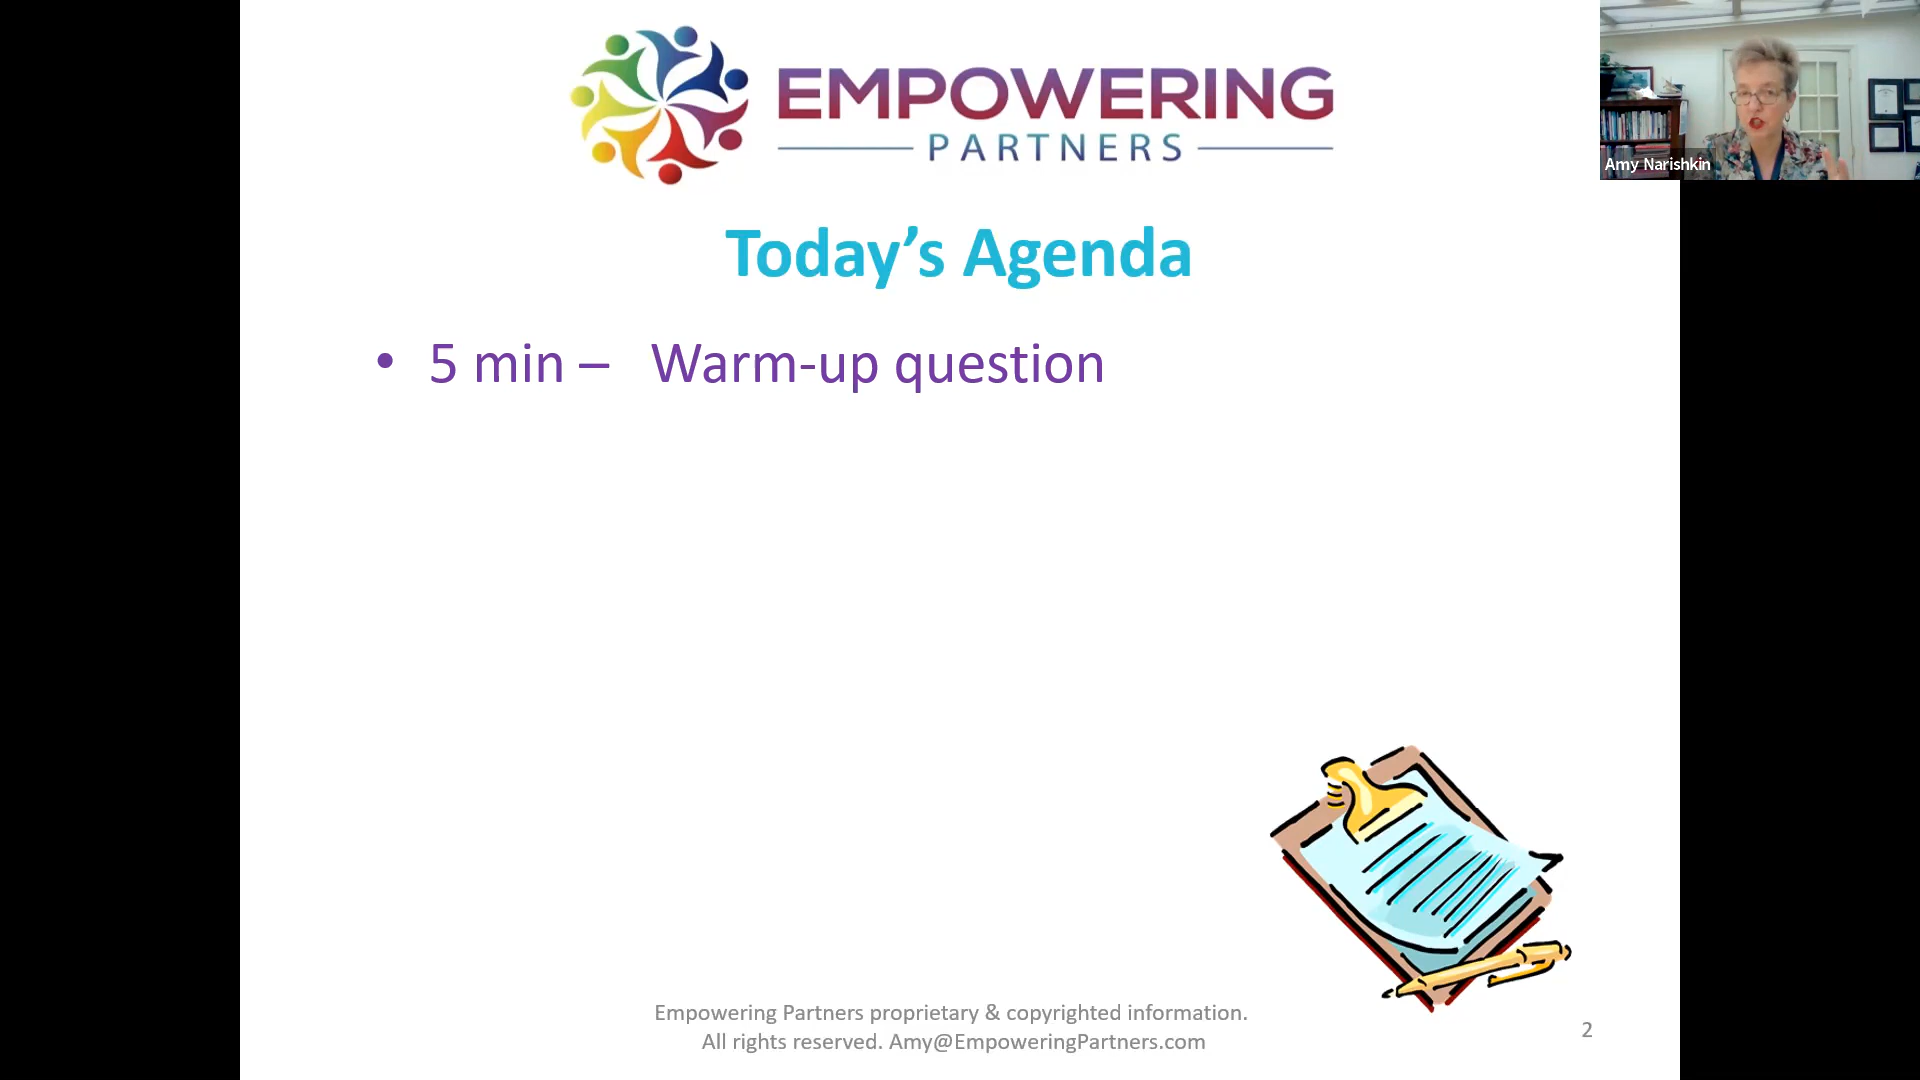 EMPOWERING
PARTNERS
Amy Narishkin
Today’s Agenda
• 5 min – Warm-up question
Empowering Partners proprietary & copyrighted information.
All rights reserved. Amy@EmpoweringPartners.com
2